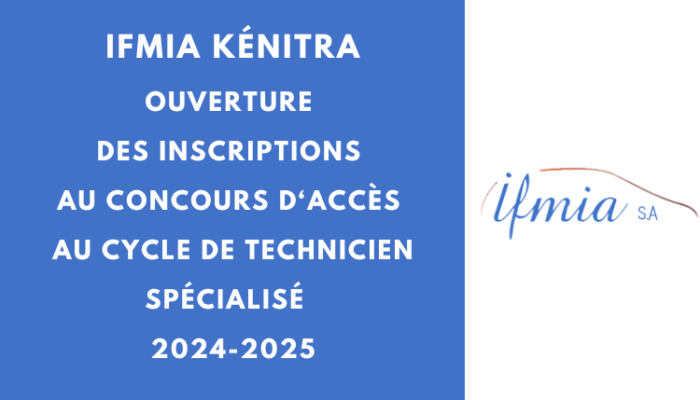 IFMIA KÉNITRA
OUVERTURE
DES INSCRIPTIONS
AU CONCOURS D‘ACCÈS
AU CYCLE DE TECHNICIEN
SPÉCIALISÉ
2024-2025
ifmia S.A